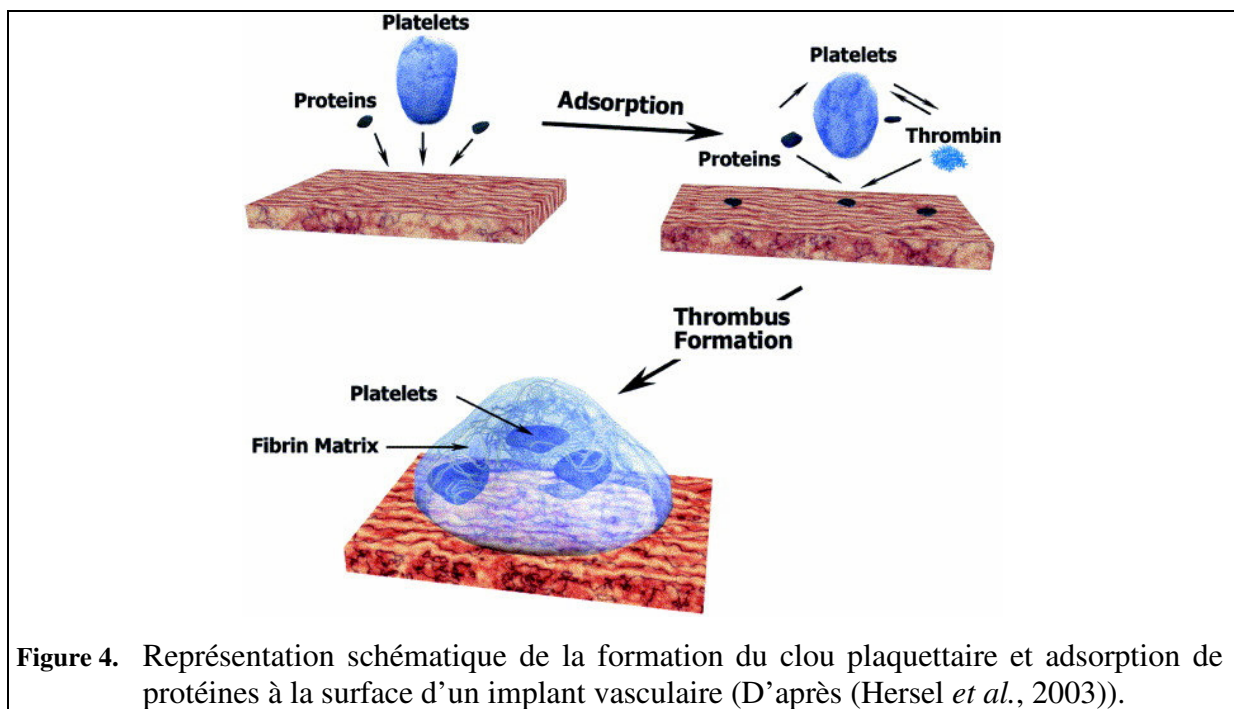 Platelets
Proteins
Adsorption
Platelets
Thrombin
Proteins
Thrombus
Formation
Platelets
Fibrin Matrix
Figure 4. Représentation schématique de la formation du clou plaquettaire et adsorption de
protéines à la surface d'un implant vasculaire (D'après (Hersel et al., 2003)).